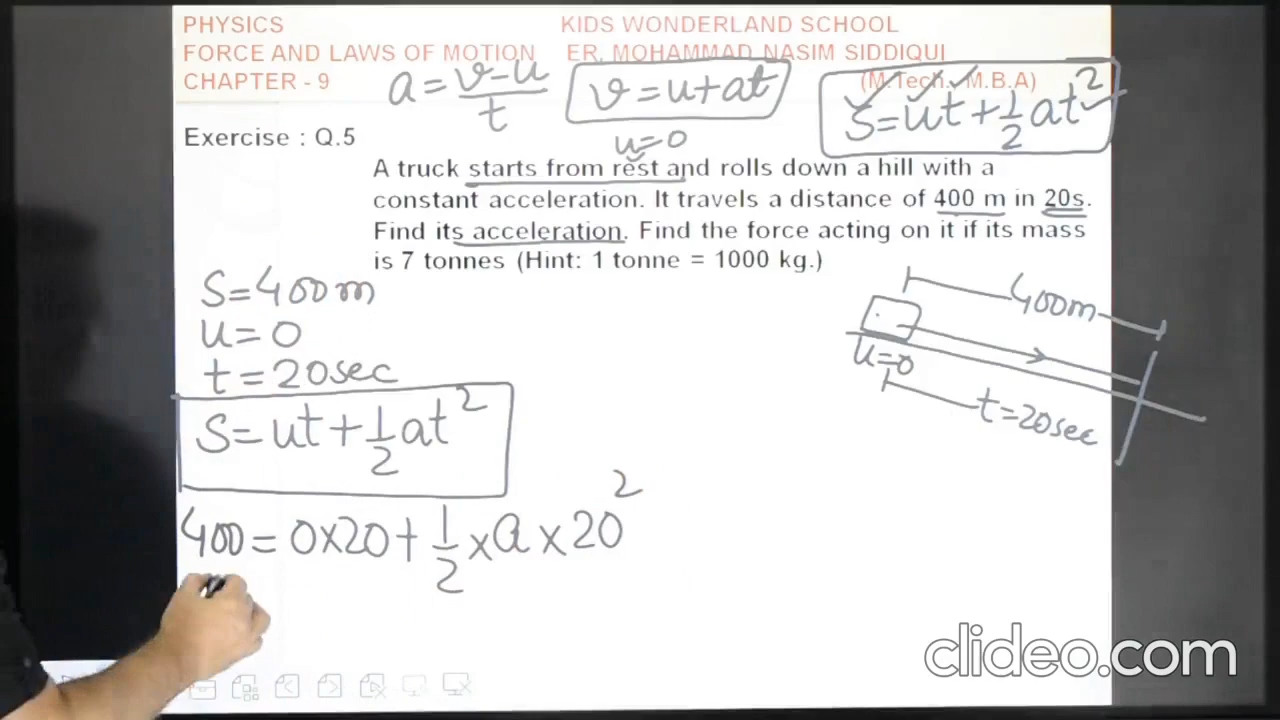 PHYSICS KIDS WONDERLAND SCHOOL
FORCE AND LAWS OF MOTION ER. MOHAMMAD NASIM SIDDIQUI
CHAPTER - 9 (M.Tech. M.B.A)
a = v-u/t
v = u + at
S = ut + 1/2 at²
Exercise : Q.5
u = 0
A truck starts from rest and rolls down a hill with a
constant acceleration. It travels a distance of 400 m in 20s.
Find its acceleration. Find the force acting on it if its mass
is 7 tonnes (Hint: 1 tonne = 1000 kg.)
S = 400m
u = 0
t = 20sec
S = ut + 1/2 at²
400 = 0×20 + 1/2 × a × 20²
400m
u=0
t=20sec
clideo.com